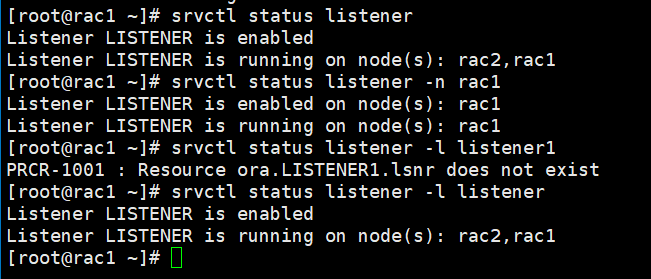 [root@rac1 ~]# srvctl status listener
Listener LISTENER is enabled
Listener LISTENER is running on node(s): rac2,rac1
[root@rac1 ~]# srvctl status listener -n rac1
Listener LISTENER is enabled on node(s): rac1
Listener LISTENER is running on node(s): rac1
[root@rac1 ~]# srvctl status listener -l listener1
PRCR-1001 : Resource ora.LISTENER1.lsnr does not exist
[root@rac1 ~]# srvctl status listener -l listener
Listener LISTENER is enabled
Listener LISTENER is running on node(s): rac2,rac1
[root@rac1 ~]#